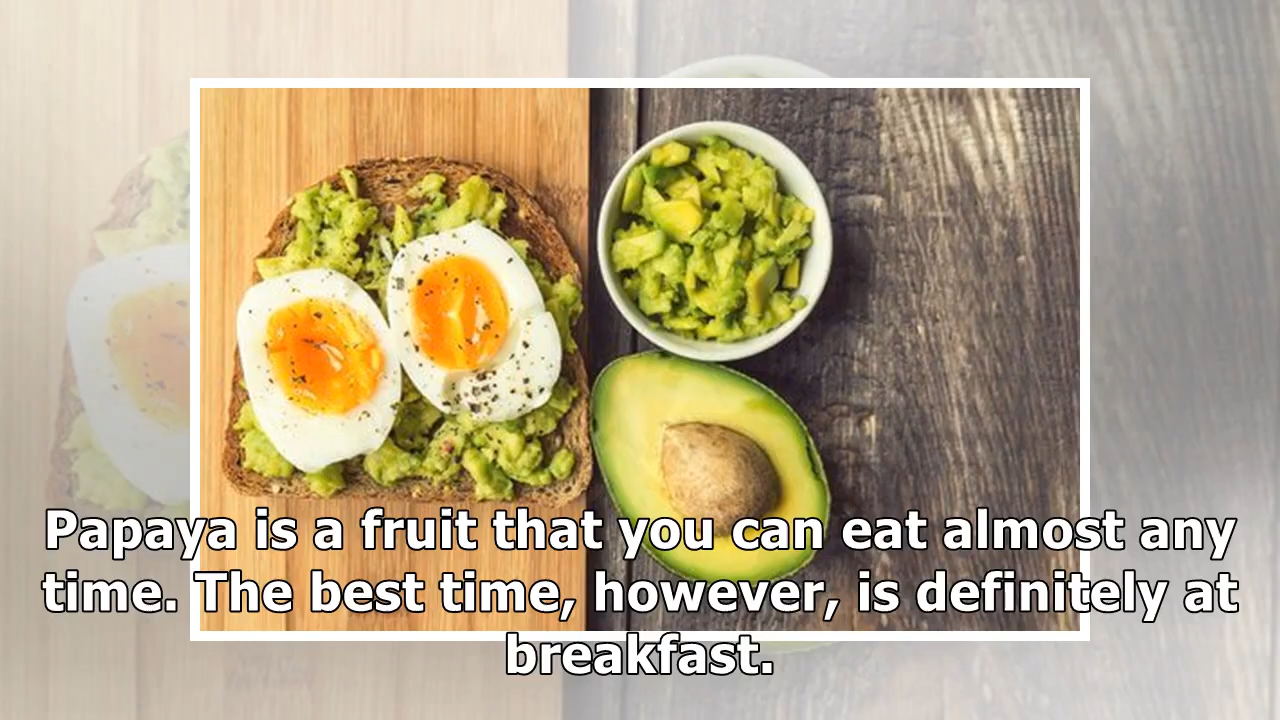 Papaya is a fruit that you can eat almost any
time. The best time, however, is definitely at
breakfast.